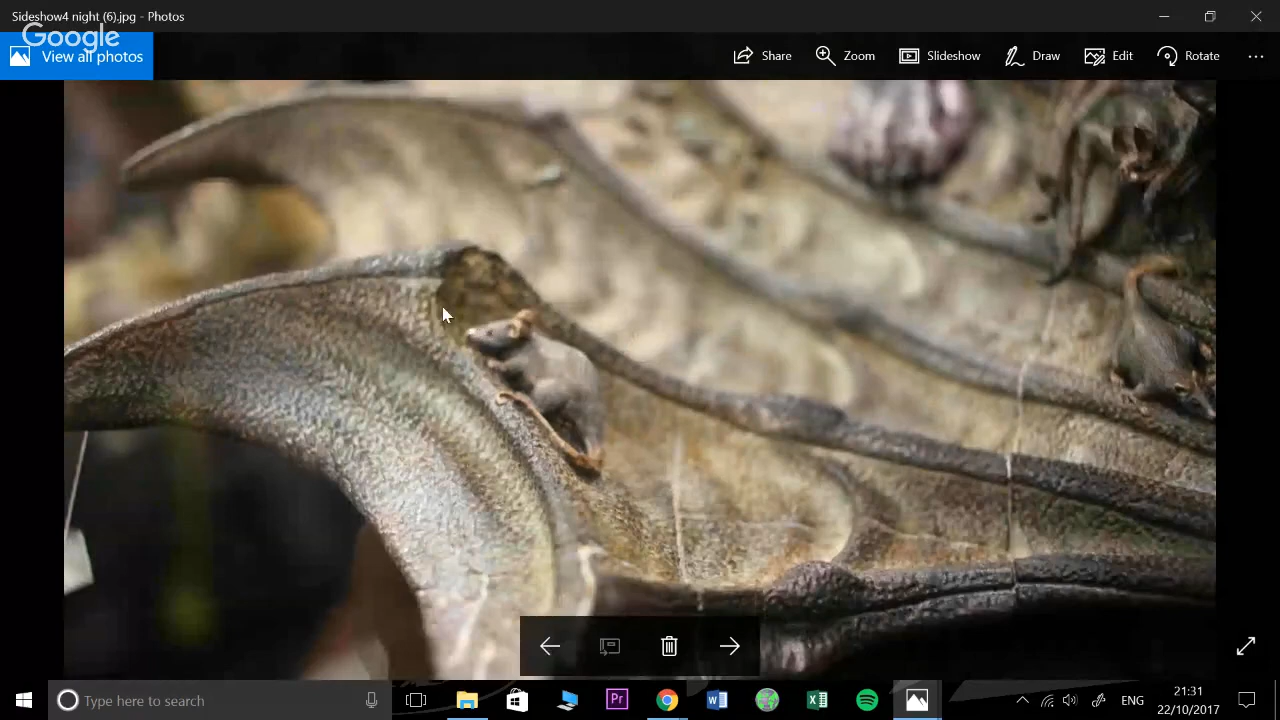 Sideshow4 night (6).jpg - Photos
Google
View all photos
Share
Zoom
Slideshow
Draw
Edit
Rotate
Type here to search
Pr
ENG
21:31
22/10/2017